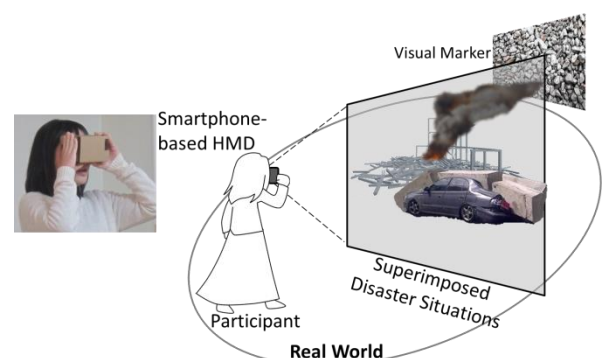 Visual Marker
Smartphone-
based HMD
Superimposed
Disaster Situations
Participant
Real World